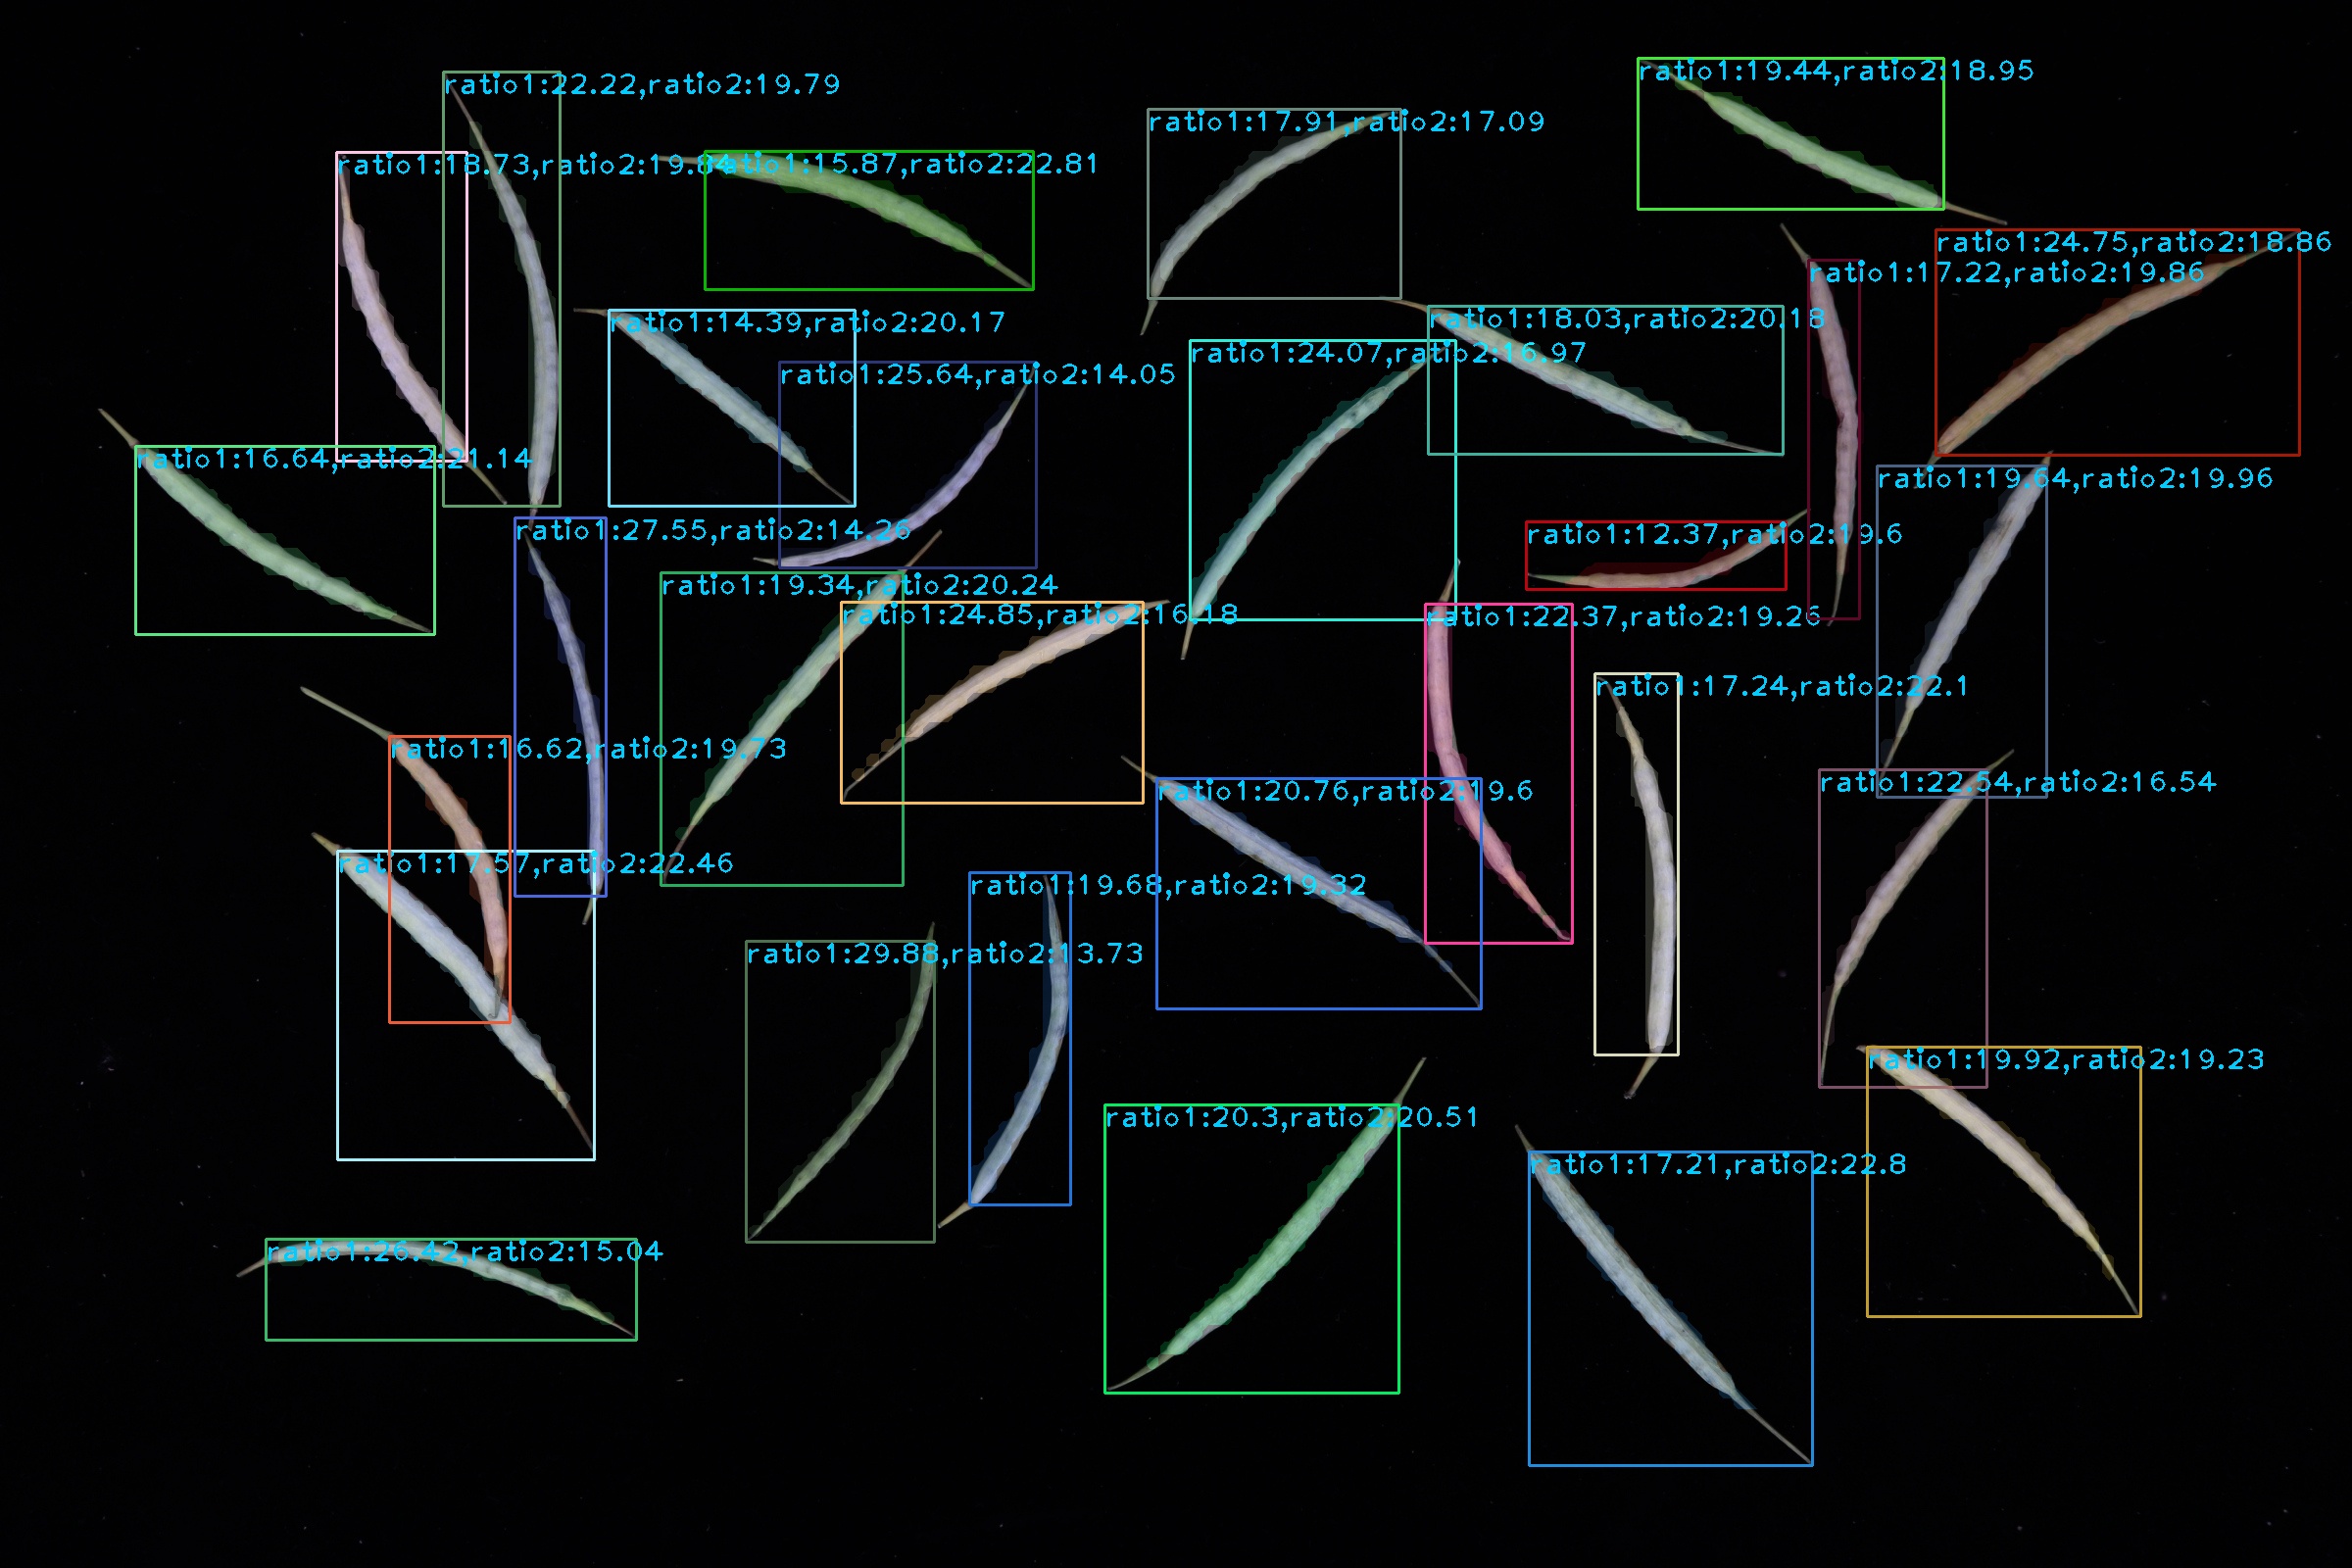 ratio1:19.44,ratio2:18.95
ratio1:22.22,ratio2:19.79
ratio1:17.91,ratio2:17.09
ratio1:18.73,ratio2:19.84
ratio1:15.87,ratio2:22.81
ratio1:24.75,ratio2:18.86
ratio1:17.22,ratio2:19.86
ratio1:18.03,ratio2:20.18
ratio1:14.39,ratio2:20.17
ratio1:24.07,ratio2:16.97
ratio1:25.64,ratio2:14.05
ratio1:16.64,ratio2:21.14
ratio1:19.64,ratio2:19.96
ratio1:27.55,ratio2:14.26
ratio1:12.37,ratio2:19.6
ratio1:19.34,ratio2:20.24
ratio1:24.85,ratio2:16.18
ratio1:22.37,ratio2:19.26
ratio1:17.24,ratio2:22.1
ratio1:16.62,ratio2:19.73
ratio1:22.54,ratio2:16.54
ratio1:20.76,ratio2:19.6
ratio1:17.57,ratio2:22.46
ratio1:19.68,ratio2:19.32
ratio1:29.88,ratio2:13.73
ratio1:19.92,ratio2:19.23
ratio1:20.3,ratio2:20.51
ratio1:17.21,ratio2:22.8
ratio1:26.42,ratio2:15.04